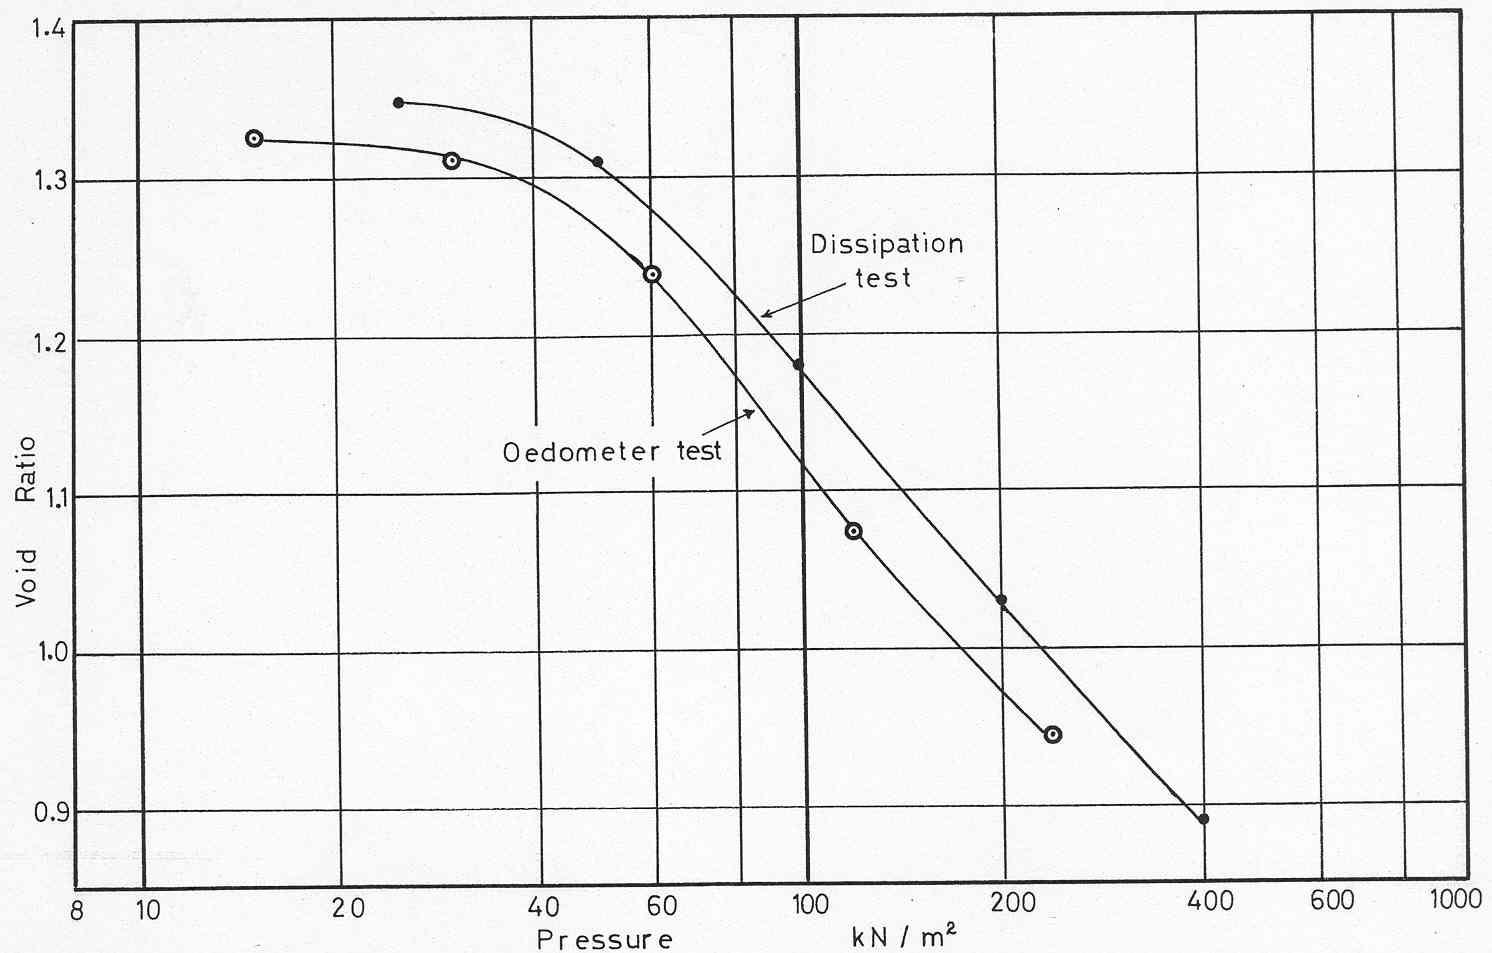 1.4
1.3
1.2
1.1
1.0
0.9
Void Ratio
Dissipation
test
Oedometer test
8 10 20 40 60 100 200 400 600 1000
Pressure kN / m²